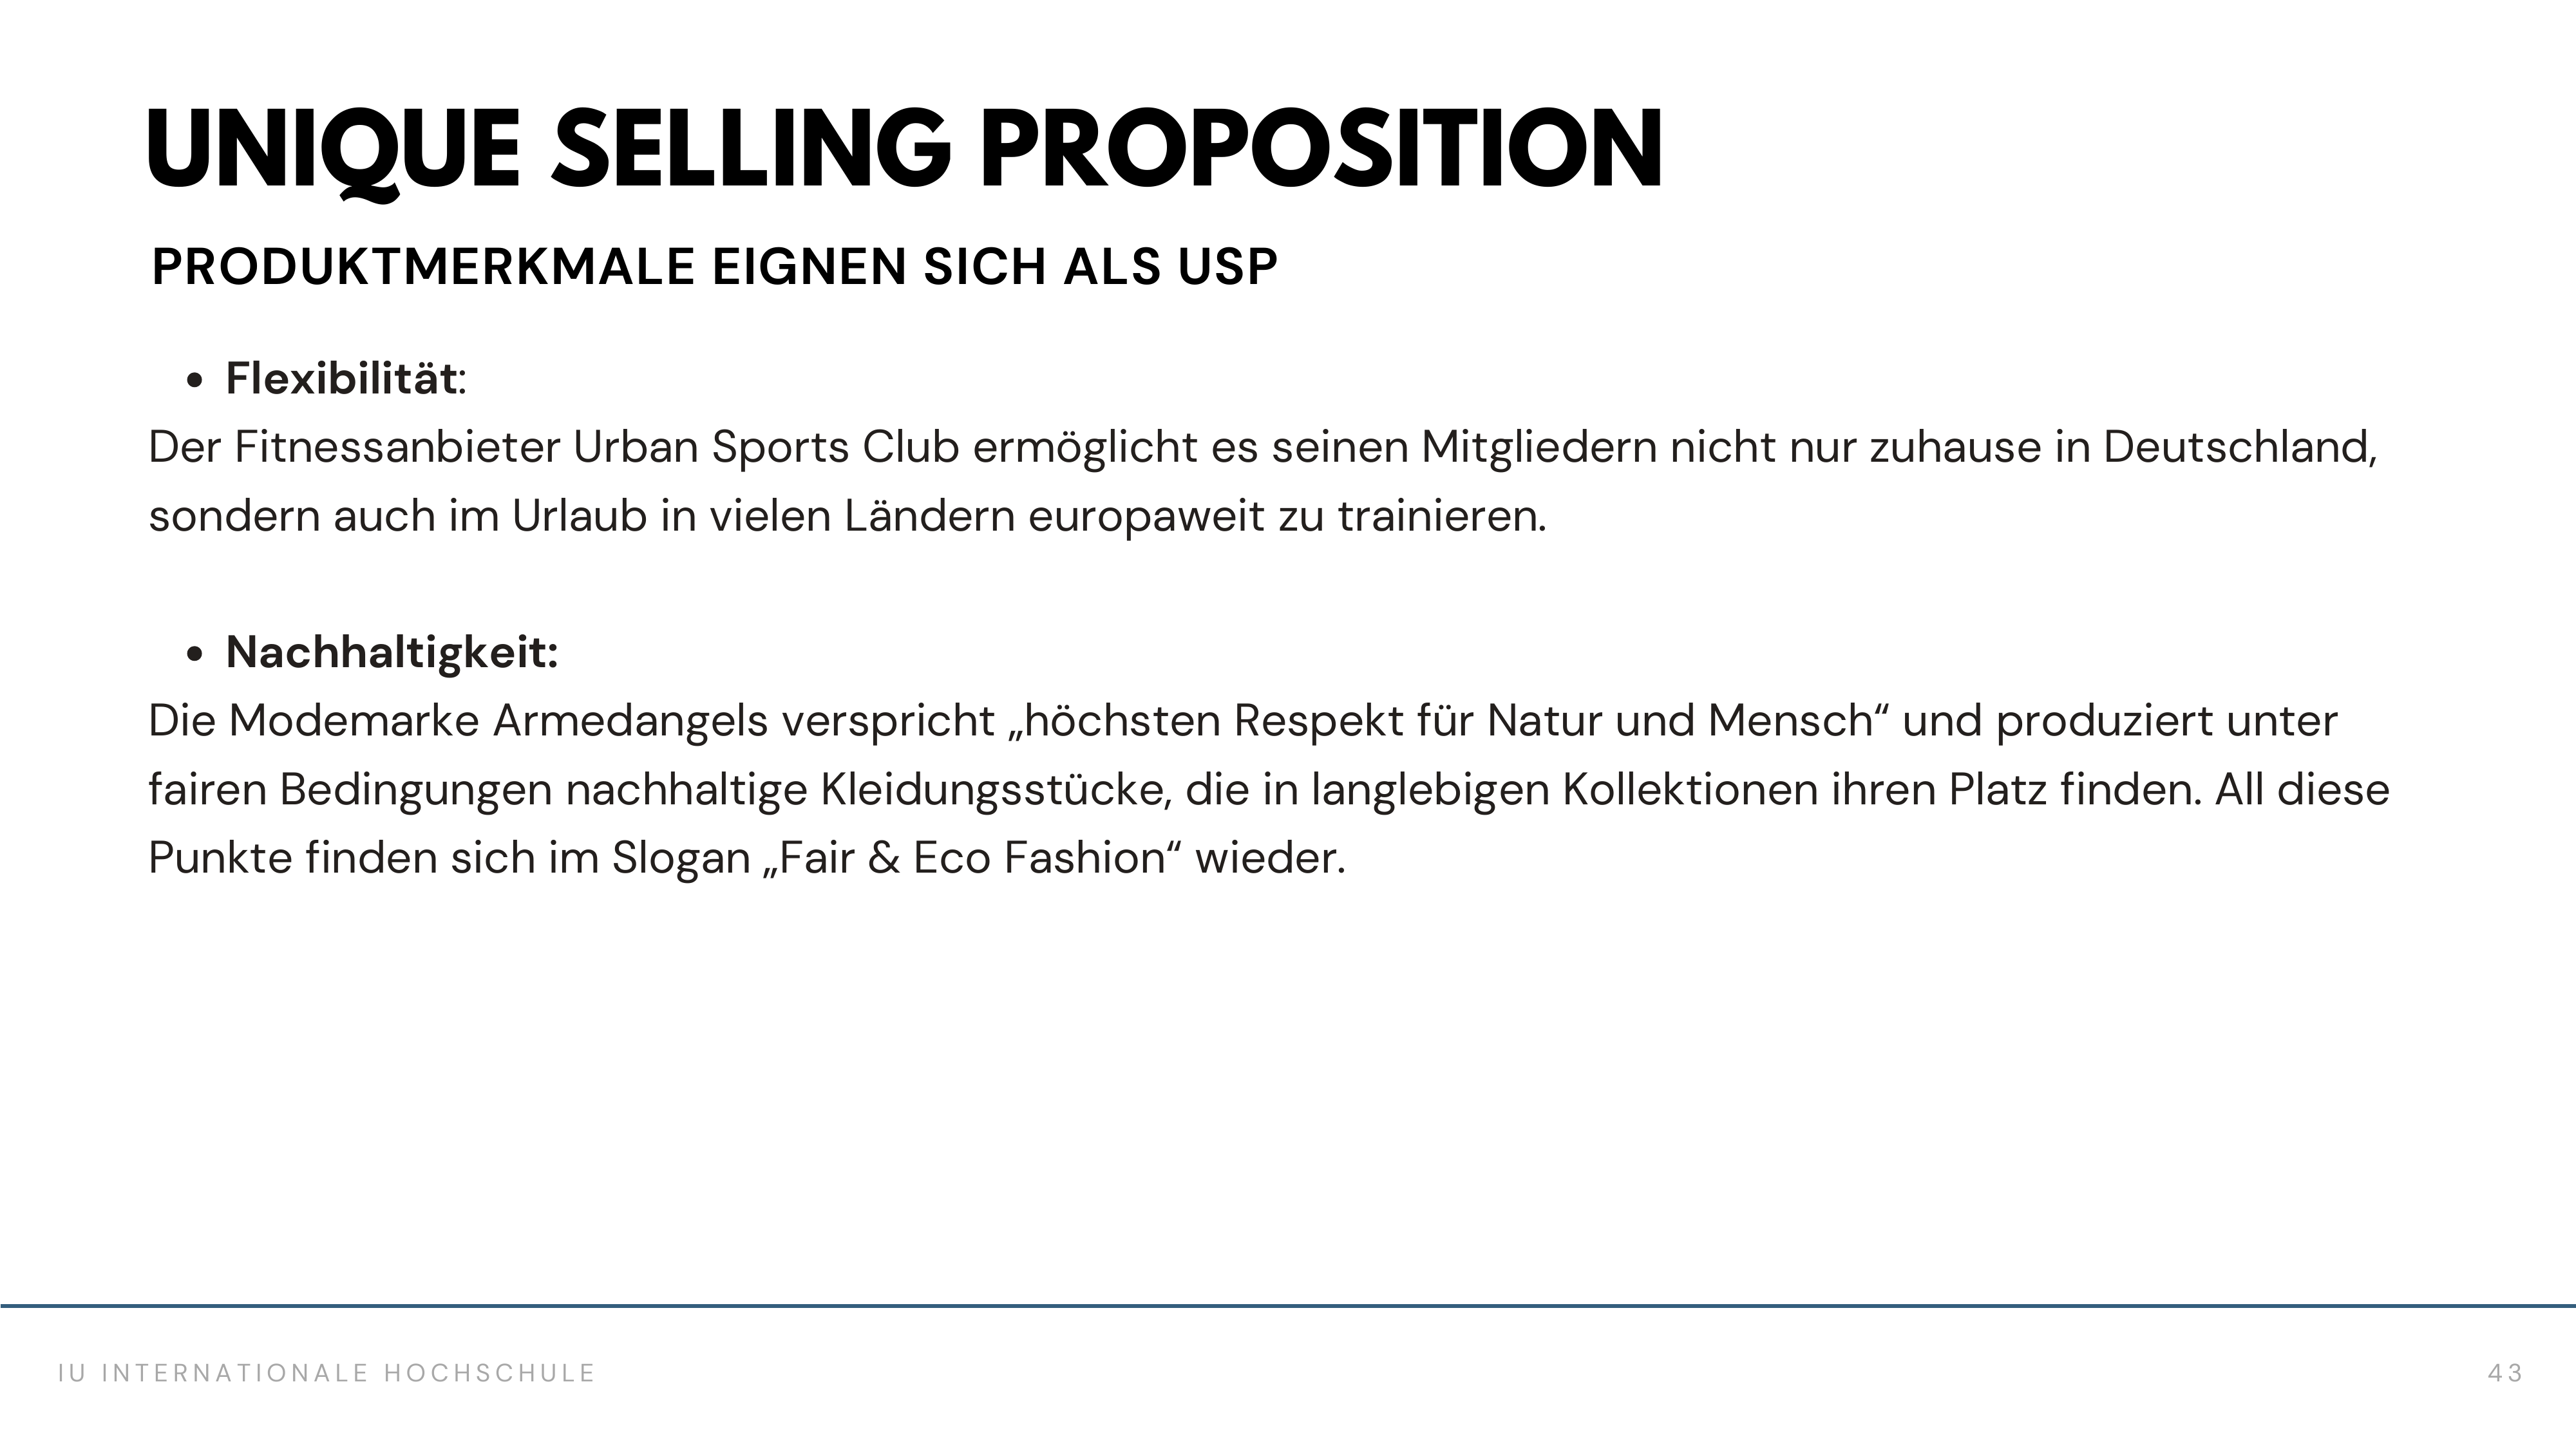 UNIQUE SELLING PROPOSITION
PRODUKTMERKMALE EIGNEN SICH ALS USP
• Flexibilität:
Der Fitnessanbieter Urban Sports Club ermöglicht es seinen Mitgliedern nicht nur zuhause in Deutschland,
sondern auch im Urlaub in vielen Ländern europaweit zu trainieren.
• Nachhaltigkeit:
Die Modemarke Armedangels verspricht „höchsten Respekt für Natur und Mensch“ und produziert unter
fairen Bedingungen nachhaltige Kleidungsstücke, die in langlebigen Kollektionen ihren Platz finden. All diese
Punkte finden sich im Slogan „Fair & Eco Fashion“ wieder.
IU INTERNATIONALE HOCHSCHULE
43